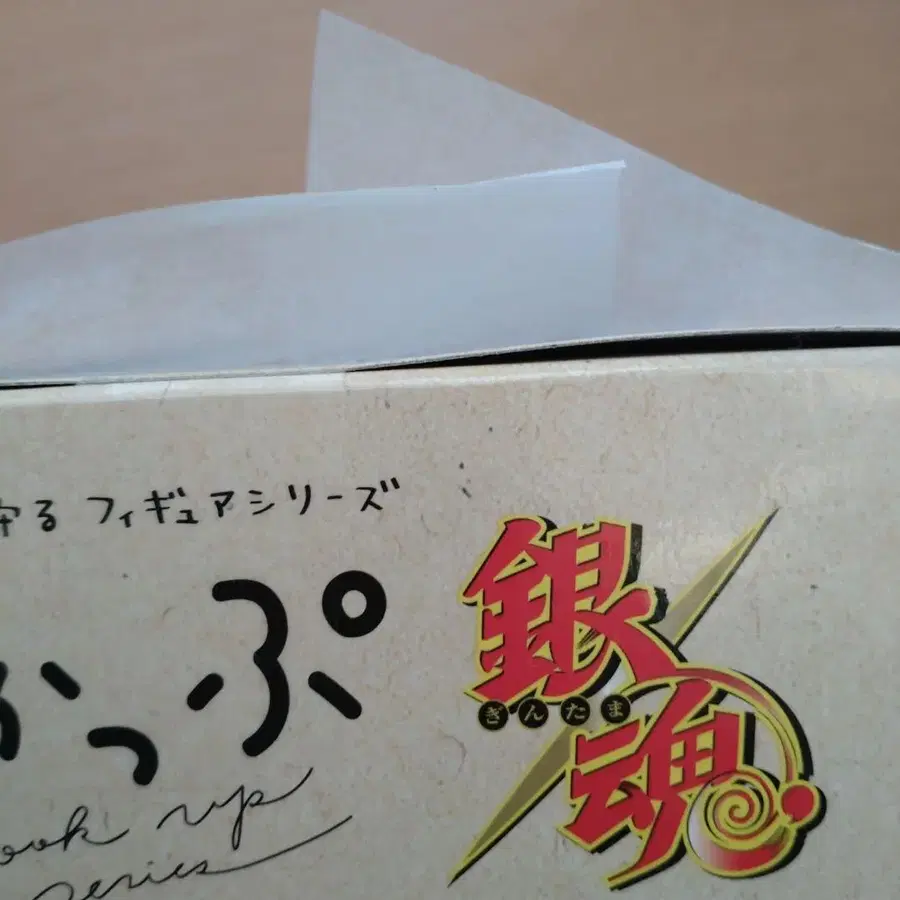 守る フィギュアシリーズ
かっぷ
ook up
series
銀魂
ぎんたま